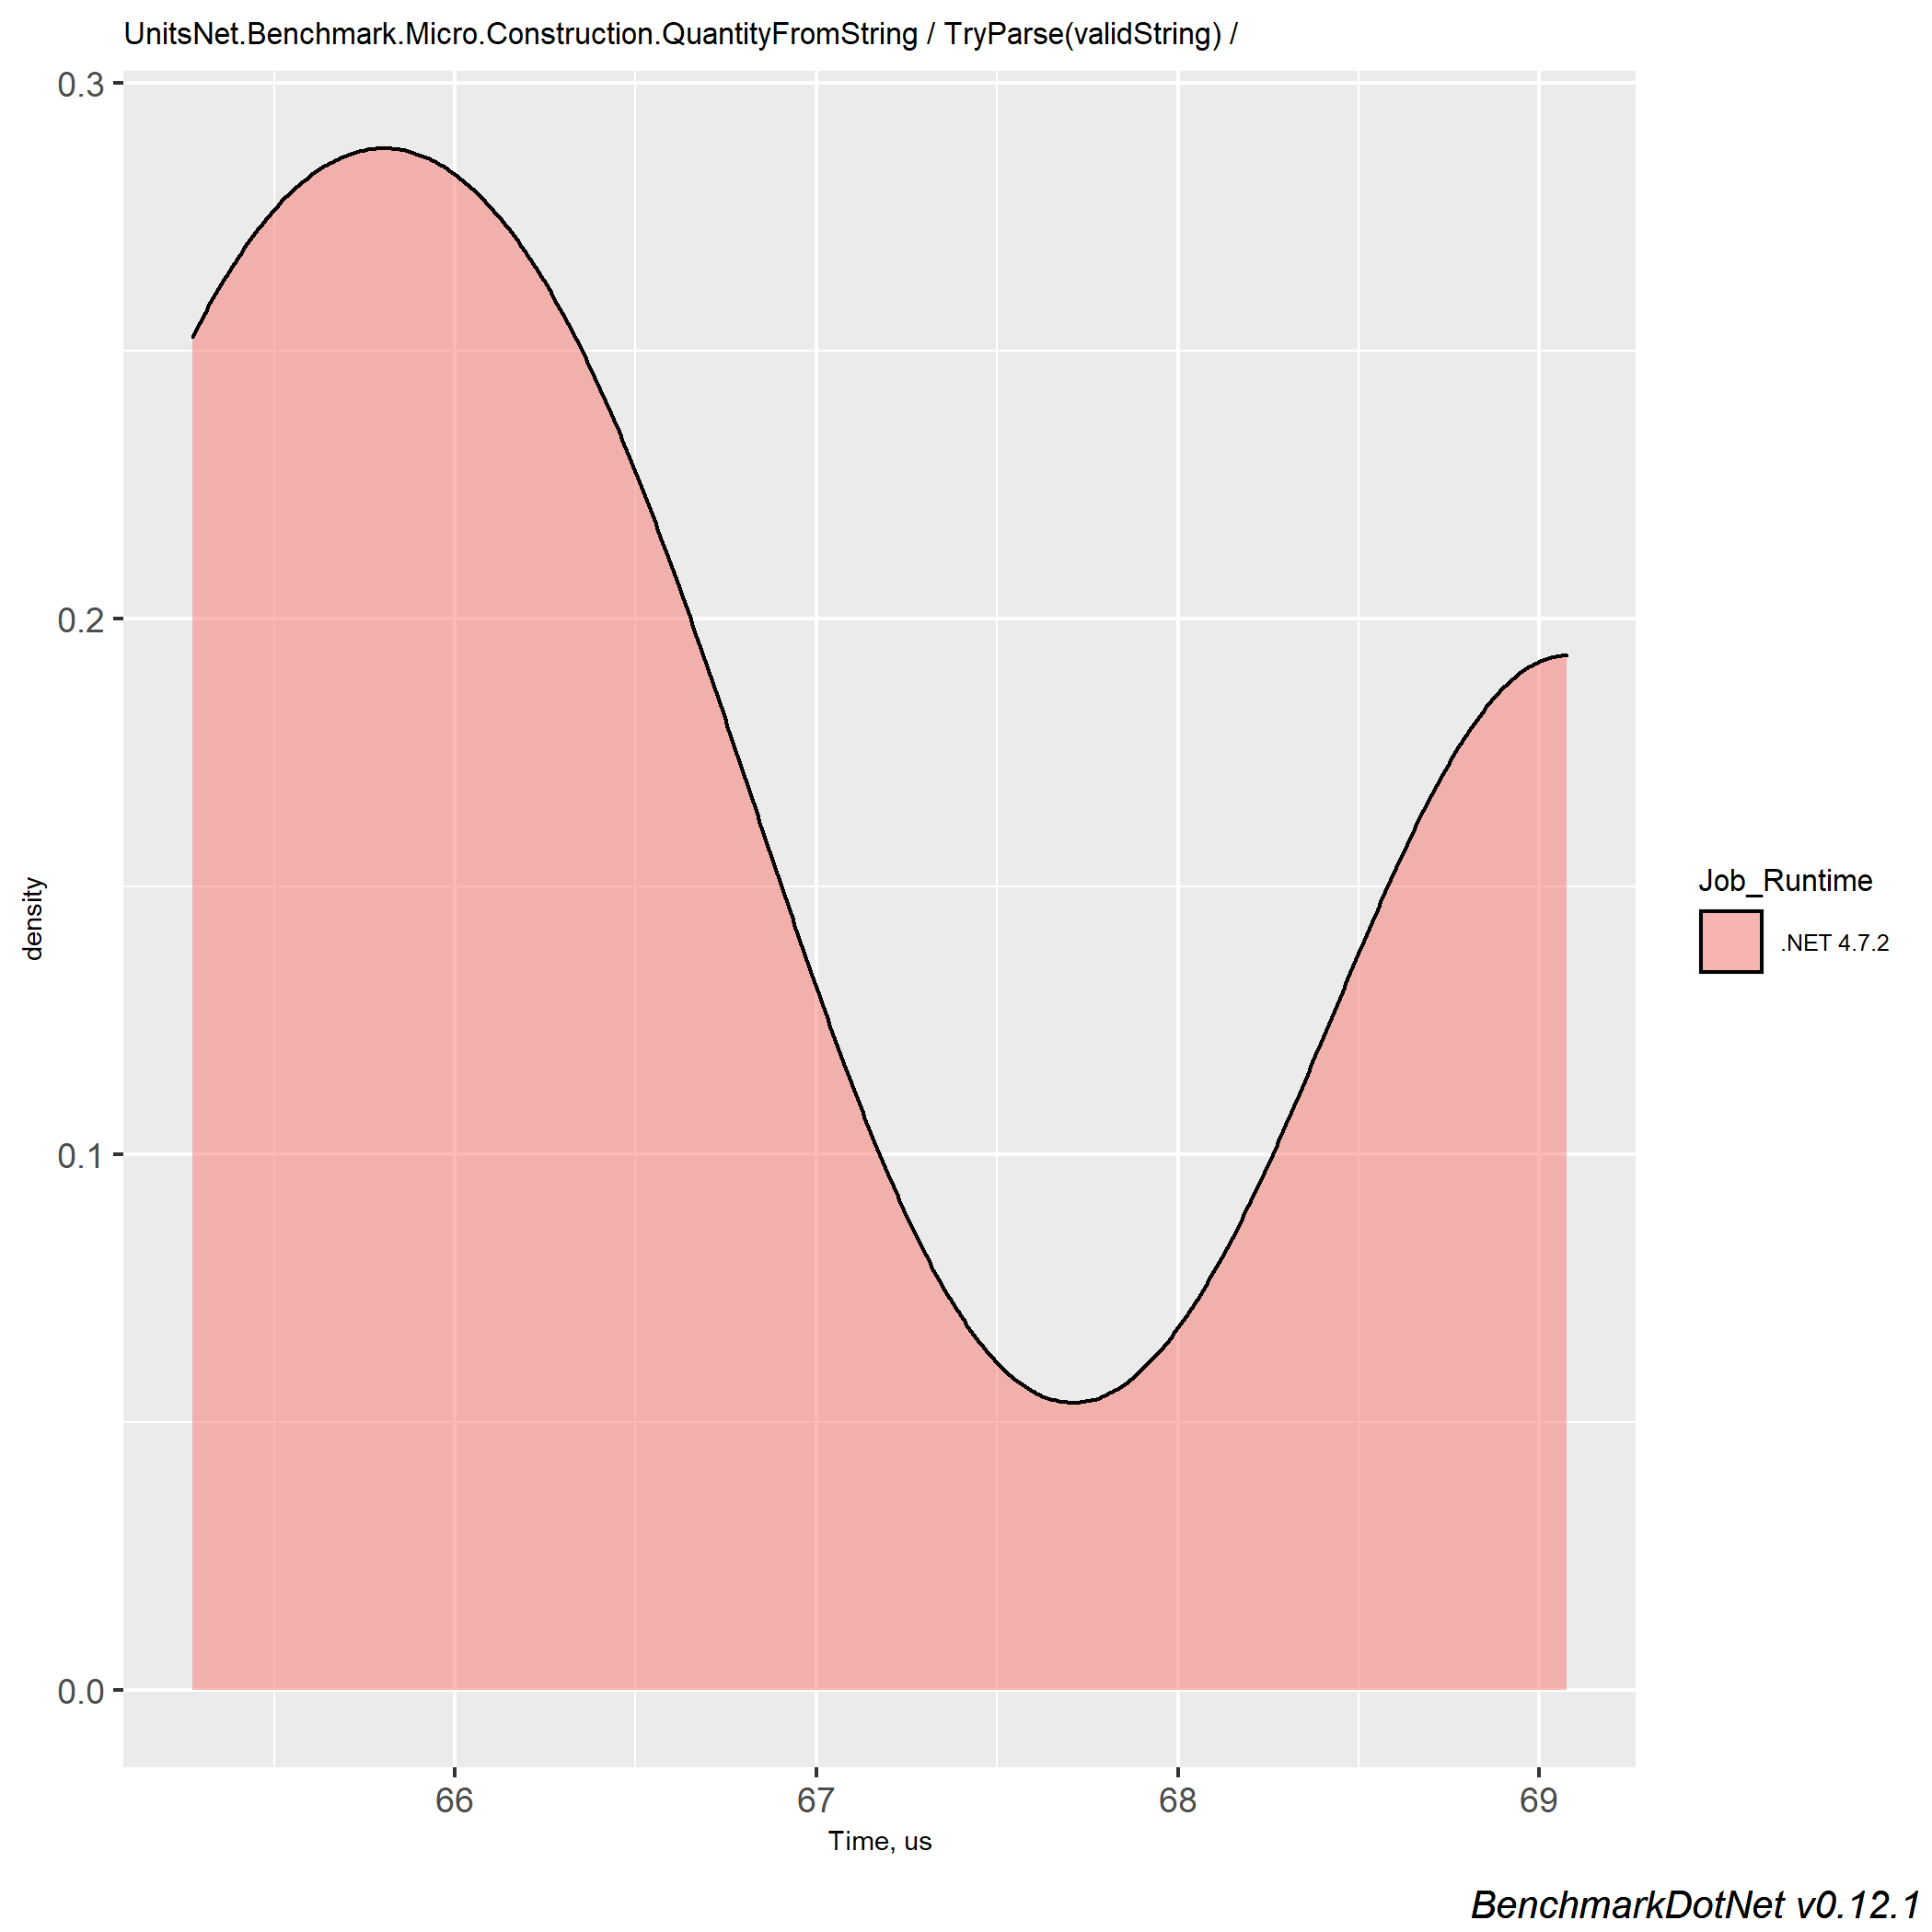 UnitsNet.Benchmark.Micro.Construction.QuantityFromString / TryParse(validString) /
0.3
0.2
0.1
0.0
density
66 67 68 69
Time, us
Job_Runtime
.NET 4.7.2
BenchmarkDotNet v0.12.1